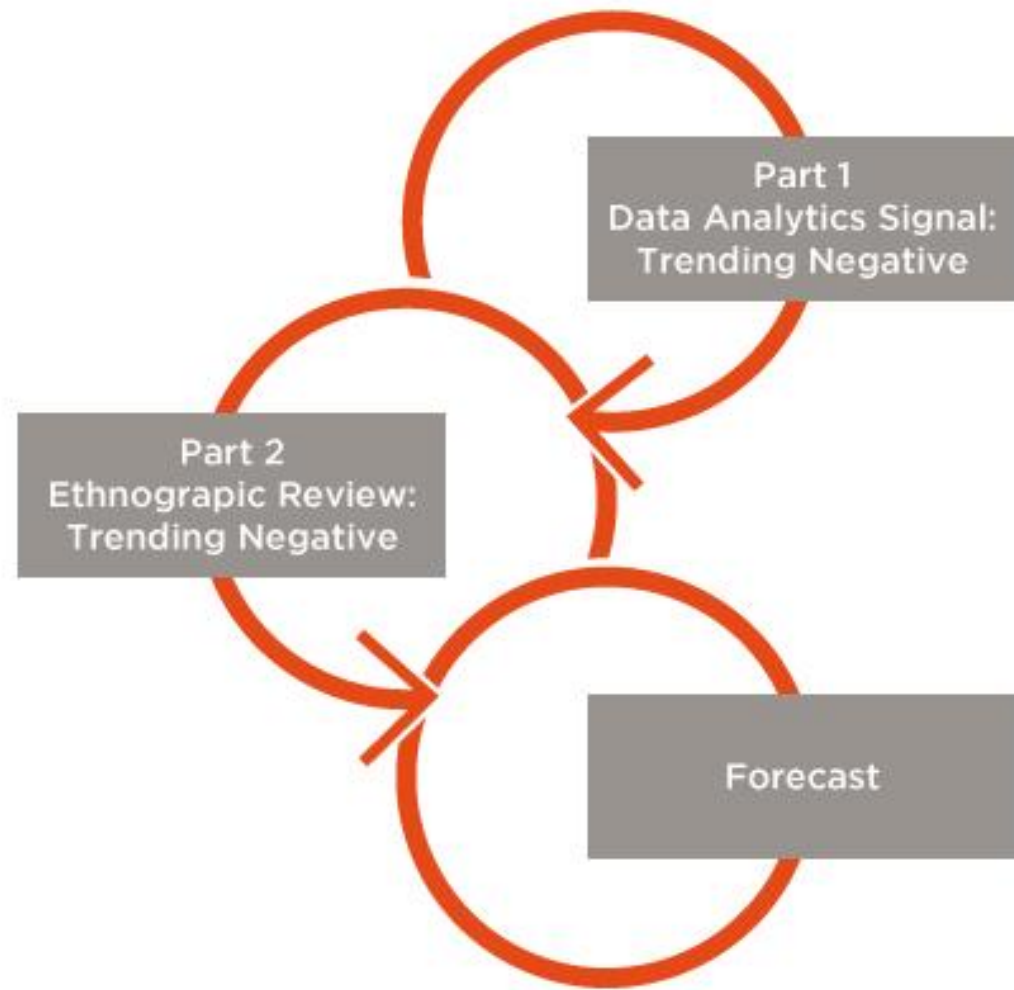 Part 1
Data Analytics Signal:
Trending Negative
Part 2
Ethnograpic Review:
Trending Negative
Forecast